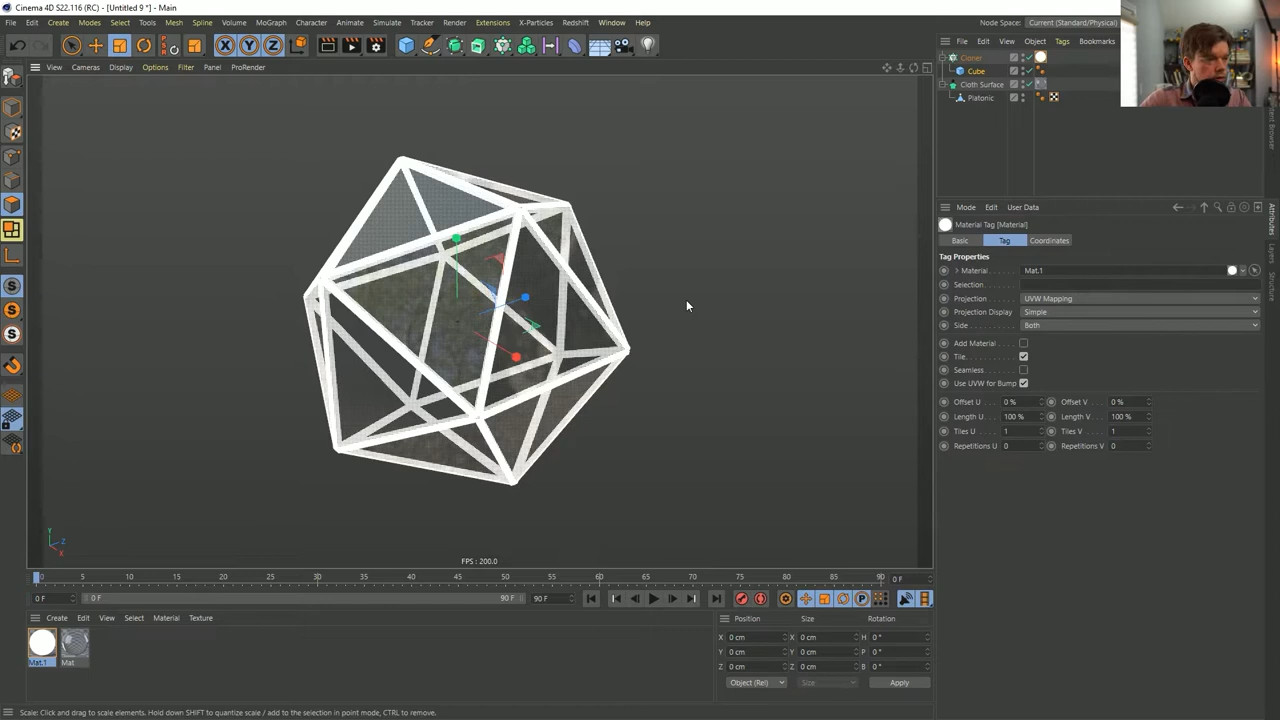 Cinema 4D S22.116 (RC) - [Untitled 9 *] - Main
File Edit Create Modes Select Tools Mesh Spline Volume MoGraph Character Animate Simulate Tracker Render Extensions X-Particles Redshift Window Help
Node Space: Current (Standard/Physical)
View Cameras Display Options Filter Panel ProRender
File Edit View Object Tags Bookmarks
Cloner
Cube
Cloth Surface
Platonic
Content Browser
Mode Edit User Data
Attributes
Layers
Structure
Material Tag [Material]
Basic Tag Coordinates
Tag Properties
Material Mat.1
Selection
Projection UVW Mapping
Projection Display Simple
Side Both
Add Material
Tile
Seamless
Use UVW for Bump
Offset U 0 % Offset V 0 %
Length U 100 % Length V 100 %
Tiles U 1 Tiles V 1
Repetitions U 0 Repetitions V 0
Y
Z
X
FPS : 200.0
0 5 10 15 20 25 30 35 40 45 50 55 60 65 70 75 80 85 90 0 F
0 F 0 F 90 F 90 F
Create Edit View Select Material Texture
Mat.1 Mat
Position Size Rotation
X 0 cm X 0 cm H 0 °
Y 0 cm Y 0 cm P 0 °
Z 0 cm Z 0 cm B 0 °
Object (Rel) Size Apply
Scale: Click and drag to scale elements. Hold down SHIFT to quantize scale / add to the selection in point mode, CTRL to remove.